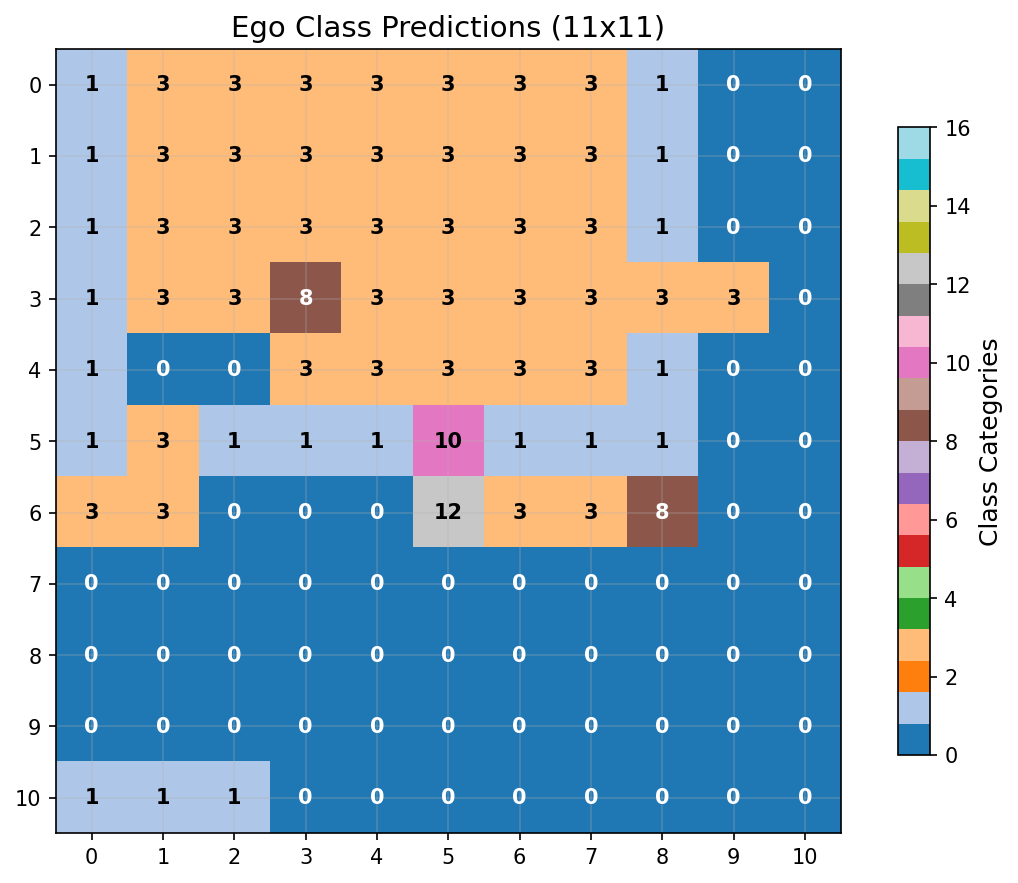 Ego Class Predictions (11x11)
0 1 3 3 3 3 3 3 3 1 0 0
1 1 3 3 3 3 3 3 3 1 0 0
2 1 3 3 3 3 3 3 3 1 0 0
3 1 3 3 8 3 3 3 3 3 3 0
4 1 0 0 3 3 3 3 3 1 0 0
5 1 3 1 1 1 10 1 1 1 0 0
6 3 3 0 0 0 12 3 3 8 0 0
7 0 0 0 0 0 0 0 0 0 0 0
8 0 0 0 0 0 0 0 0 0 0 0
9 0 0 0 0 0 0 0 0 0 0 0
10 1 1 1 0 0 0 0 0 0 0 0
0 1 2 3 4 5 6 7 8 9 10
16
14
12
10
8
6
4
2
0
Class Categories